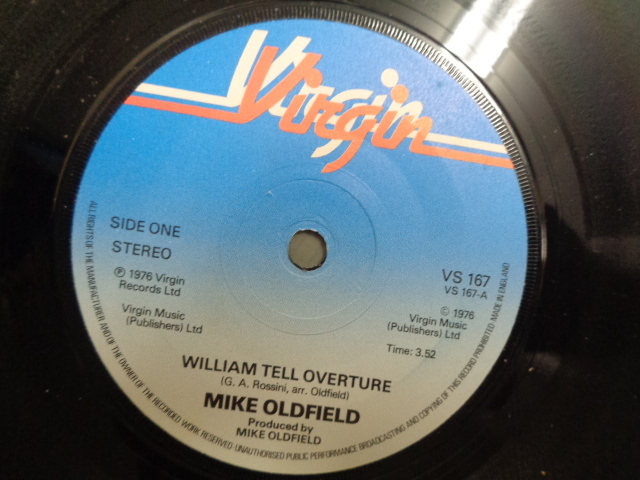 Virgin
SIDE ONE
STEREO
℗ 1976 Virgin
Records Ltd
Virgin Music
(Publishers) Ltd
VS 167
VS 167-A
© 1976
Virgin Music
(Publishers) Ltd
Time: 3.52
WILLIAM TELL OVERTURE
(G. A. Rossini, arr. Oldfield)
MIKE OLDFIELD
Produced by
MIKE OLDFIELD
ALL RIGHTS OF THE MANUFACTURER AND OF THE OWNER OF THE RECORDED WORK RESERVED UNAUTHORISED PUBLIC PERFORMANCE BROADCASTING AND COPYING OF THIS RECORD PROHIBITED MADE IN ENGLAND